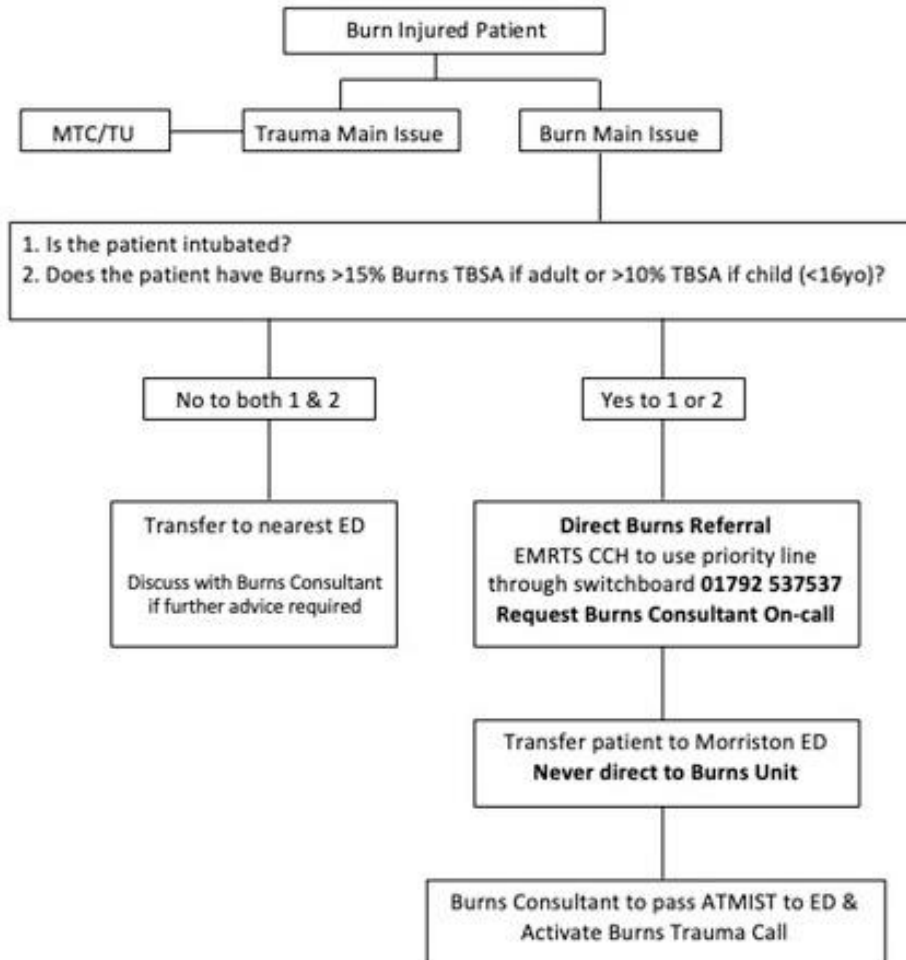 Burn Injured Patient
MTC/TU
Trauma Main Issue
Burn Main Issue
1. Is the patient intubated?
2. Does the patient have Burns >15% Burns TBSA if adult or >10% TBSA if child (<16yo)?
No to both 1 & 2
Yes to 1 or 2
Transfer to nearest ED
Discuss with Burns Consultant
if further advice required
Direct Burns Referral
EMRTS CCH to use priority line
through switchboard 01792 537537
Request Burns Consultant On-call
Transfer patient to Morriston ED
Never direct to Burns Unit
Burns Consultant to pass ATMIST to ED &
Activate Burns Trauma Call